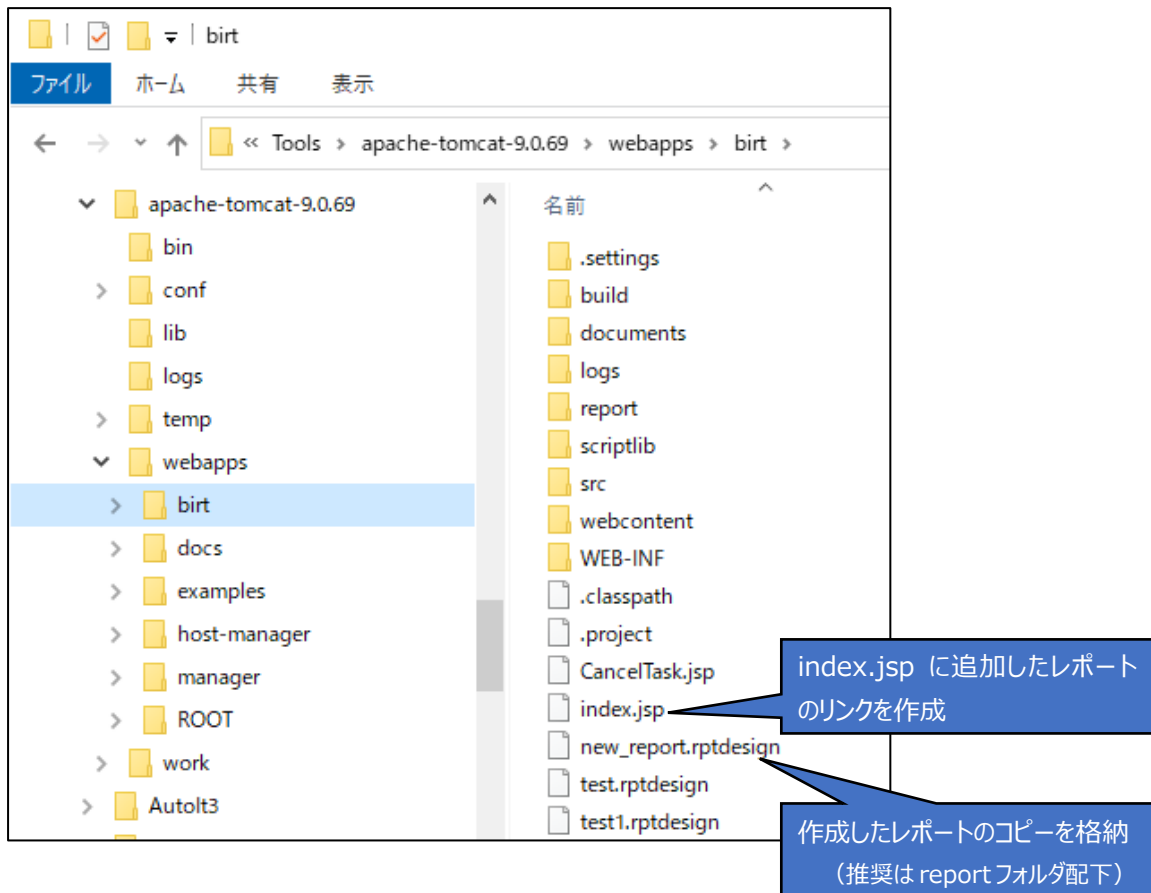 birt
ファイル ホーム 共有 表示
« Tools > apache-tomcat-9.0.69 > webapps > birt >
apache-tomcat-9.0.69
bin
conf
lib
logs
temp
webapps
birt
docs
examples
host-manager
manager
ROOT
work
AutoIt3
名前
.settings
build
documents
logs
report
scriptlib
src
webcontent
WEB-INF
.classpath
.project
CancelTask.jsp
index.jsp
new_report.rptdesign
test.rptdesign
test1.rptdesign
index.jsp に追加したレポート
のリンクを作成
作成したレポートのコピーを格納
（推奨は report フォルダ配下）